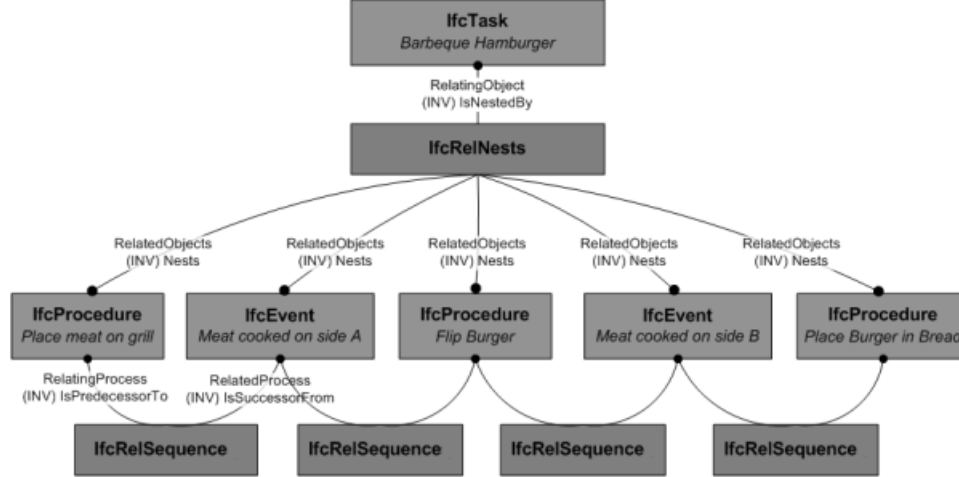 IfcTask
Barbeque Hamburger
RelatingObject
(INV) IsNestedBy
IfcRelNests
RelatedObjects
(INV) Nests
RelatedObjects
(INV) Nests
RelatedObjects
(INV) Nests
RelatedObjects
(INV) Nests
RelatedObjects
(INV) Nests
IfcProcedure
Place meat on grill
IfcEvent
Meat cooked on side A
IfcProcedure
Flip Burger
IfcEvent
Meat cooked on side B
IfcProcedure
Place Burger in Bread
RelatingProcess
(INV) IsPredecessorTo
RelatedProcess
(INV) IsSuccessorFrom
IfcRelSequence
IfcRelSequence
IfcRelSequence
IfcRelSequence